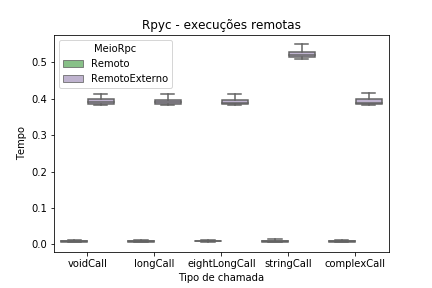 Rpyc - execuções remotas
MeioRpc
Remoto
RemotoExterno
Tempo
0.5
0.4
0.3
0.2
0.1
0.0
voidCall longCall eightLongCall stringCall complexCall
Tipo de chamada